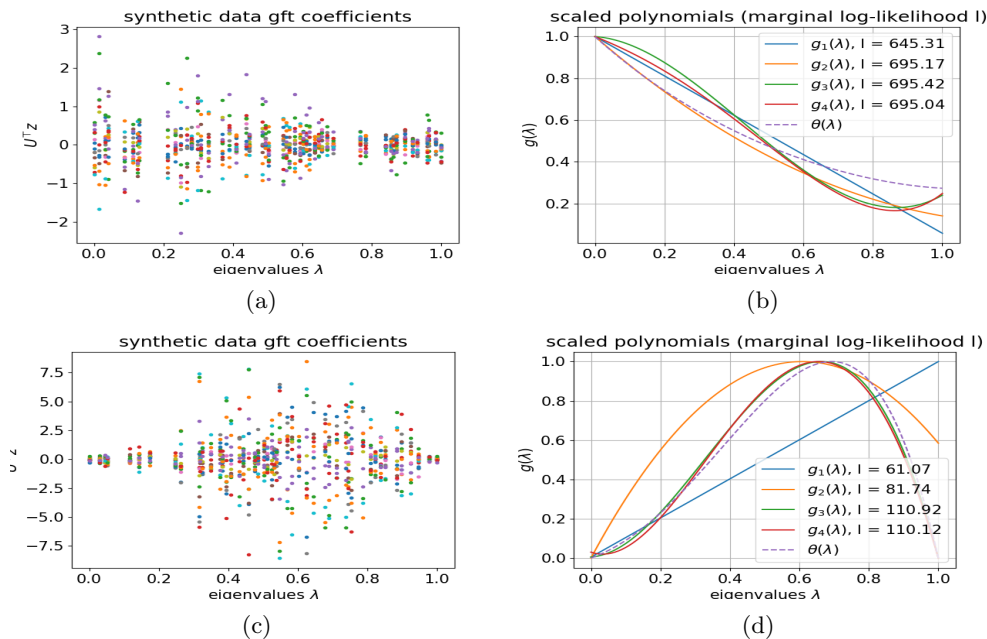 synthetic data gft coefficients
scaled polynomials (marginal log-likelihood l)
3
2
1
0
−1
−2
U⊤z
0.0 0.2 0.4 0.6 0.8 1.0
eigenvalues λ
1.0
0.8
0.6
0.4
0.2
g(λ)
g₁(λ), l = 645.31
g₂(λ), l = 695.17
g₃(λ), l = 695.42
g₄(λ), l = 695.04
θ(λ)
0.0 0.2 0.4 0.6 0.8 1.0
eigenvalues λ
(a)
(b)
synthetic data gft coefficients
scaled polynomials (marginal log-likelihood l)
7.5
5.0
2.5
0.0
−2.5
−5.0
−7.5
0.0 0.2 0.4 0.6 0.8 1.0
eigenvalues λ
1.0
0.8
0.6
0.4
0.2
0.0
g(λ)
g₁(λ), l = 61.07
g₂(λ), l = 81.74
g₃(λ), l = 110.92
g₄(λ), l = 110.12
θ(λ)
0.0 0.2 0.4 0.6 0.8 1.0
eigenvalues λ
(c)
(d)